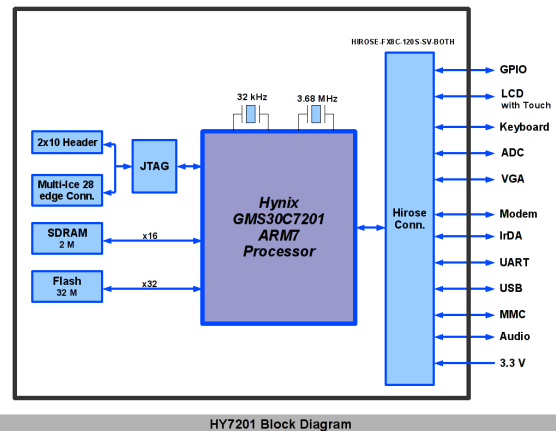 HIROSE-FX8C-120S-SV-BOTH
32 kHz
3.68 MHz
2x10 Header
JTAG
Multi-Ice 28
edge Conn.
SDRAM
2 M
x16
Flash
32 M
x32
Hynix
GMS30C7201
ARM7
Processor
Hirose
Conn.
GPIO
LCD
with Touch
Keyboard
ADC
VGA
Modem
IrDA
UART
USB
MMC
Audio
3.3 V
HY7201 Block Diagram